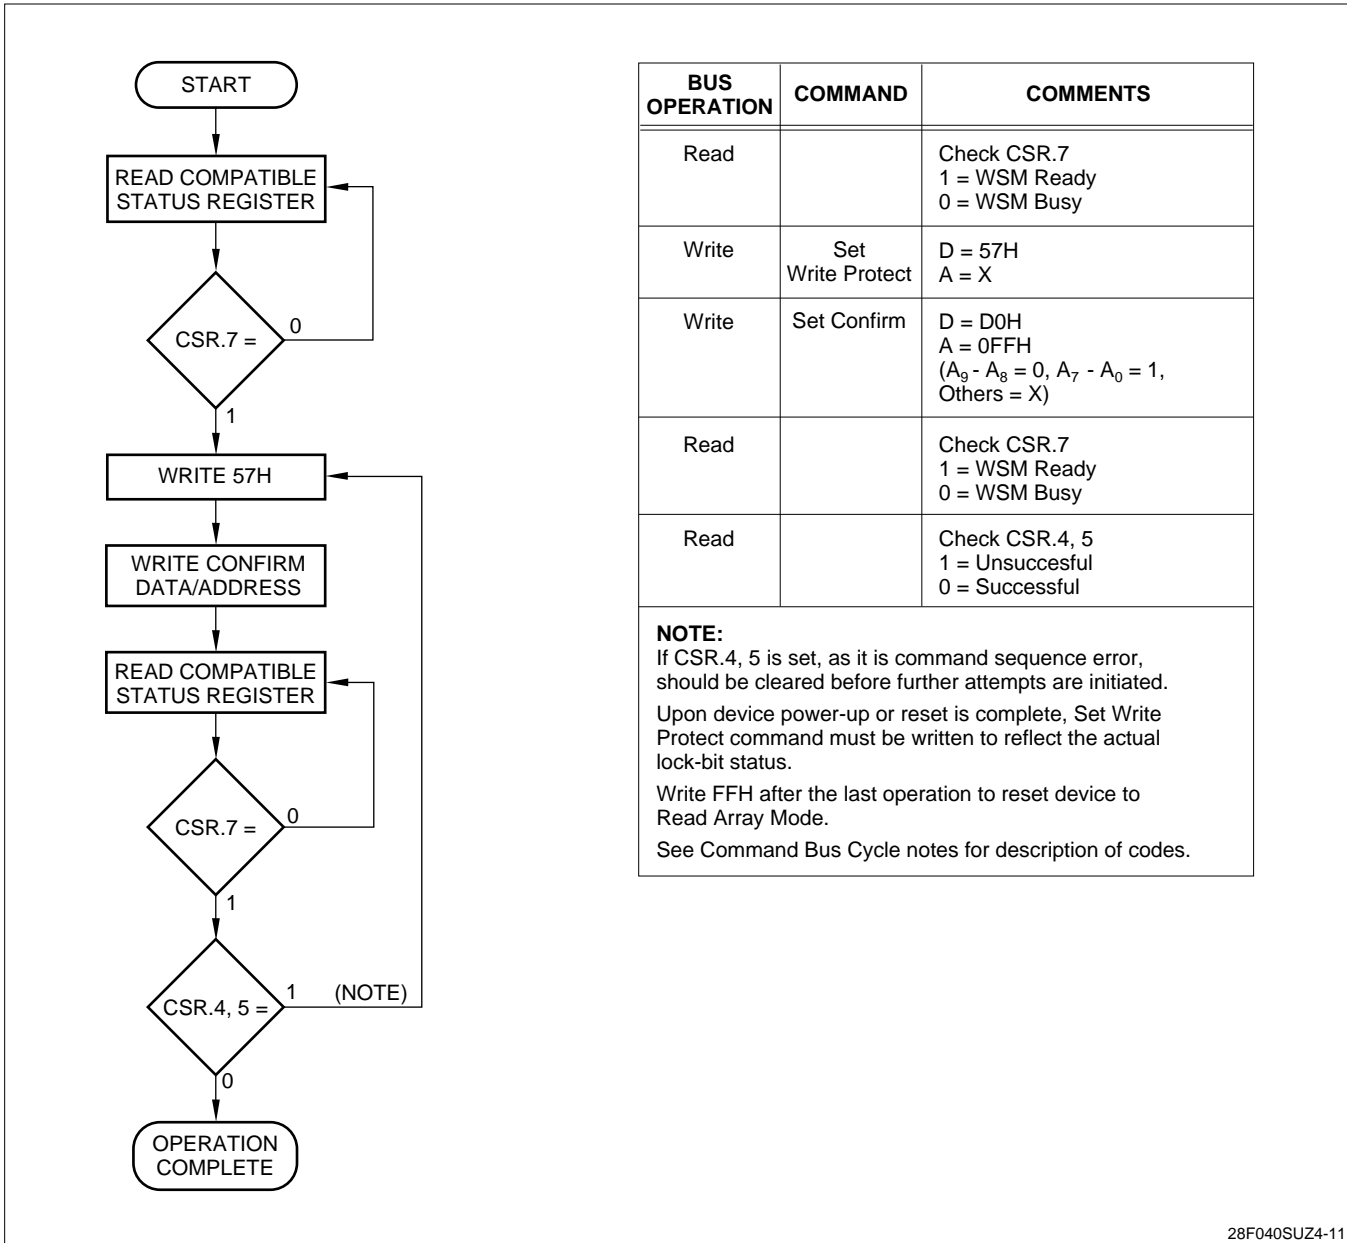 START
READ COMPATIBLE
STATUS REGISTER
CSR.7 =
0
1
WRITE 57H
WRITE CONFIRM
DATA/ADDRESS
READ COMPATIBLE
STATUS REGISTER
CSR.7 =
0
1
CSR.4, 5 =
1 (NOTE)
0
OPERATION
COMPLETE
BUS
OPERATION
COMMAND
COMMENTS
Read
Check CSR.7
1 = WSM Ready
0 = WSM Busy
Write
Set
Write Protect
D = 57H
A = X
Write
Set Confirm
D = D0H
A = 0FFH
(A₉ - A₈ = 0, A₇ - A₀ = 1,
Others = X)
Read
Check CSR.7
1 = WSM Ready
0 = WSM Busy
Read
Check CSR.4, 5
1 = Unsuccesful
0 = Successful
NOTE:
If CSR.4, 5 is set, as it is command sequence error,
should be cleared before further attempts are initiated.
Upon device power-up or reset is complete, Set Write
Protect command must be written to reflect the actual
lock-bit status.
Write FFH after the last operation to reset device to
Read Array Mode.
See Command Bus Cycle notes for description of codes.
28F040SUZ4-11